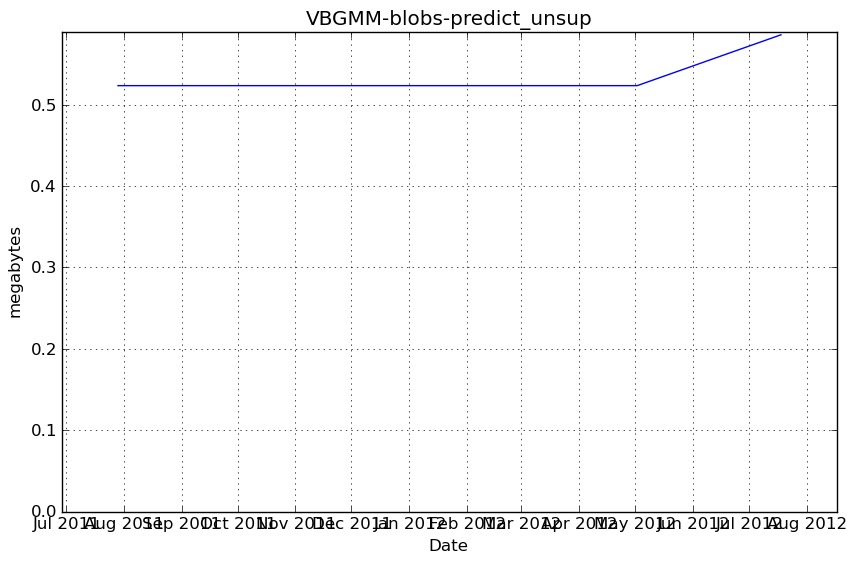 VBGMM-blobs-predict_unsup
megabytes
0.5
0.4
0.3
0.2
0.1
0.0
Jul 2011 Aug 2011 Sep 2011 Oct 2011 Nov 2011 Dec 2011 Jan 2012 Feb 2012 Mar 2012 Apr 2012 May 2012 Jun 2012 Jul 2012 Aug 2012
Date